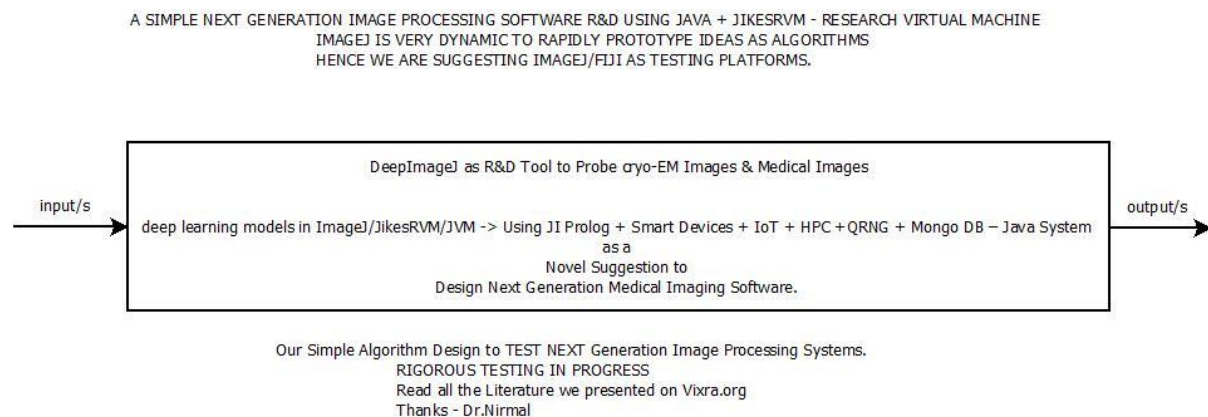 A SIMPLE NEXT GENERATION IMAGE PROCESSING SOFTWARE R&D USING JAVA + JIKESRVM - RESEARCH VIRTUAL MACHINE
IMAGEJ IS VERY DYNAMIC TO RAPIDLY PROTOTYPE IDEAS AS ALGORITHMS
HENCE WE ARE SUGGESTING IMAGEJ/FIJI AS TESTING PLATFORMS.
DeepImageJ as R&D Tool to Probe cryo-EM Images & Medical Images
input/s
output/s
deep learning models in ImageJ/JikesRVM/JVM -> Using JI Prolog + Smart Devices + IoT + HPC +QRNG + Mongo DB – Java System
as a
Novel Suggestion to
Design Next Generation Medical Imaging Software.
Our Simple Algorithm Design to TEST NEXT Generation Image Processing Systems.
RIGOROUS TESTING IN PROGRESS
Read all the Literature we presented on Vixra.org
Thanks - Dr.Nirmal